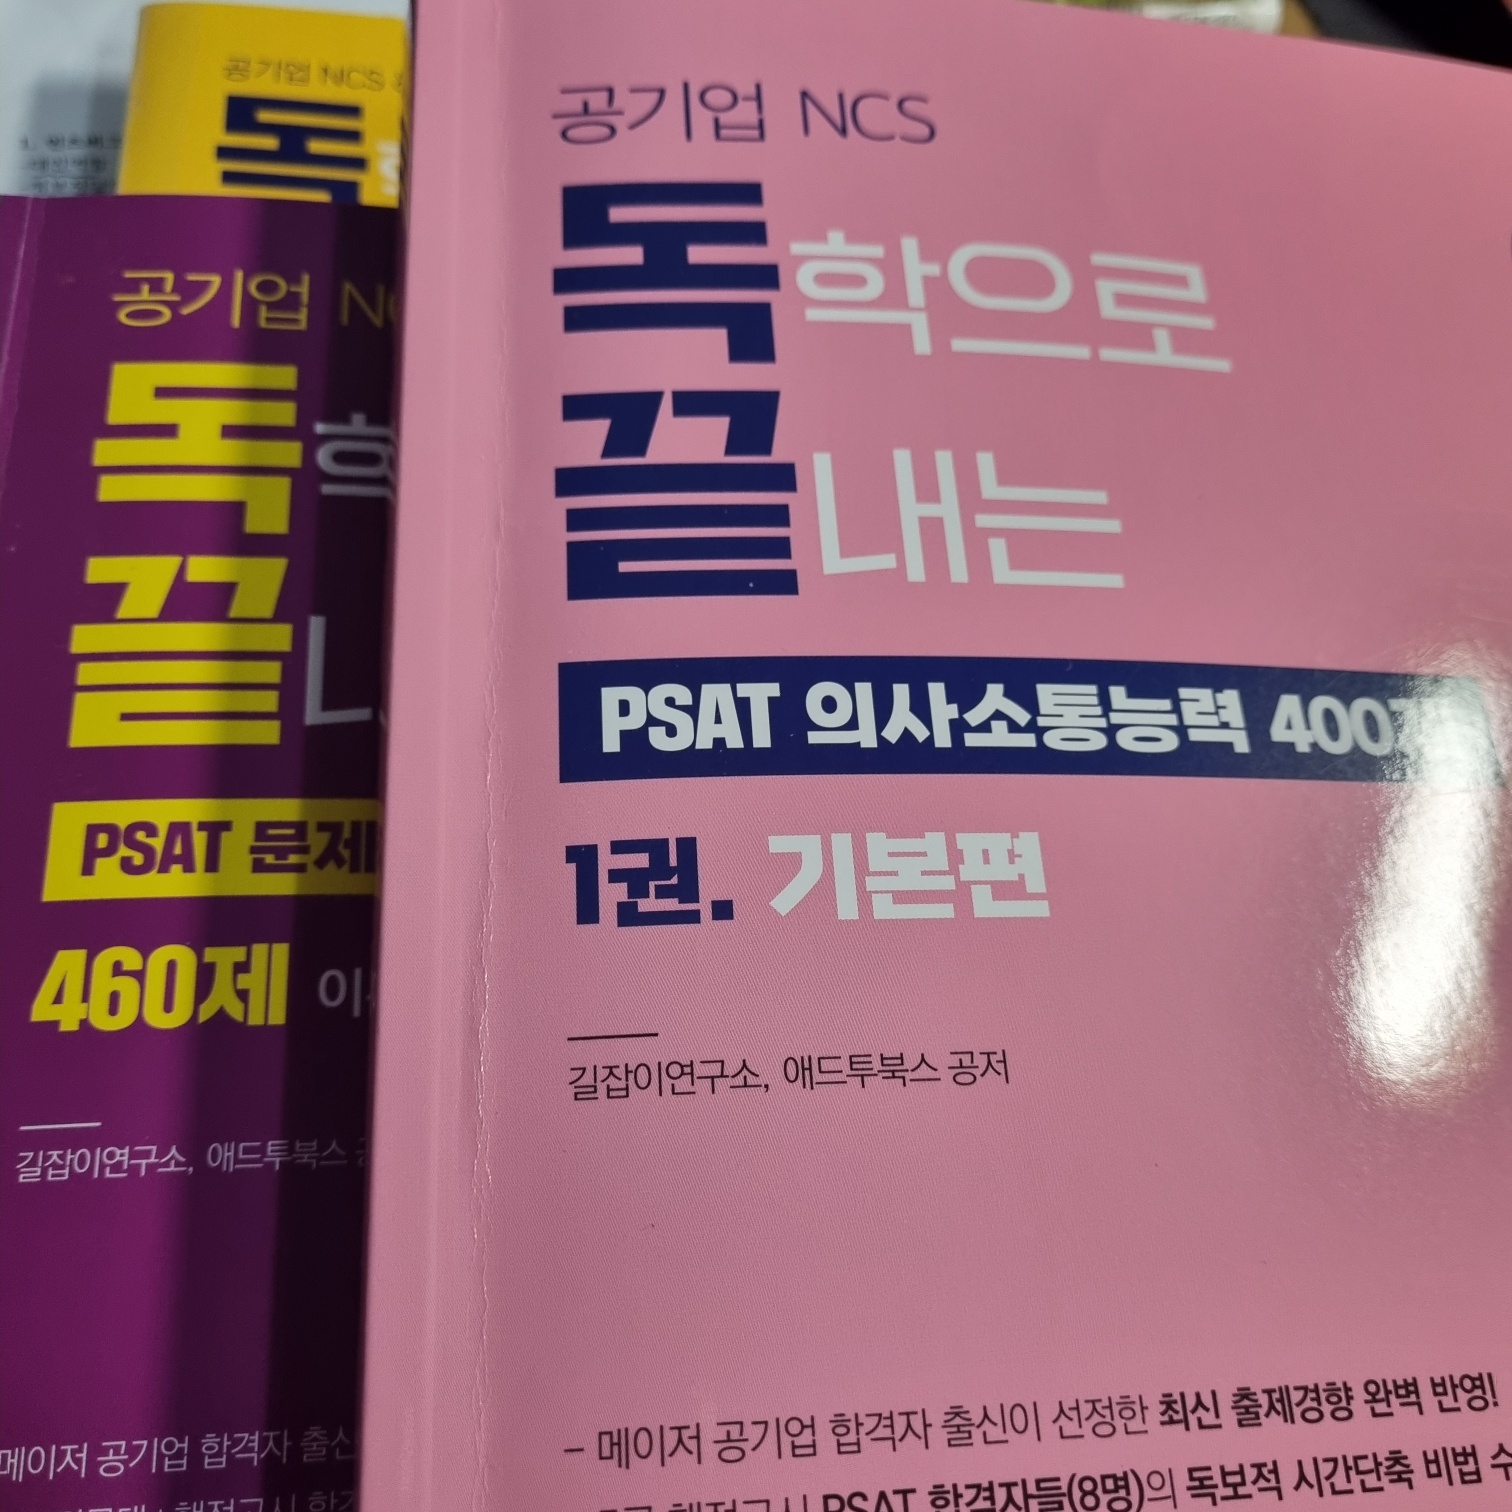 공기업 NCS
독
공기업
독
끝
PSAT
460제
길잡이연구소, 애드투북스
메이저 공기업 합격자 출신
공기업 NCS
독학으로
끝내는
PSAT 의사소통능력
1권. 기본편
길잡이연구소, 애드투북스 공저
– 메이저 공기업 합격자 출신이 선정한 최신 출제경향 완벽 반영!
행정고시 PSAT 합격자들(8명)의 독보적 시간단축 비법